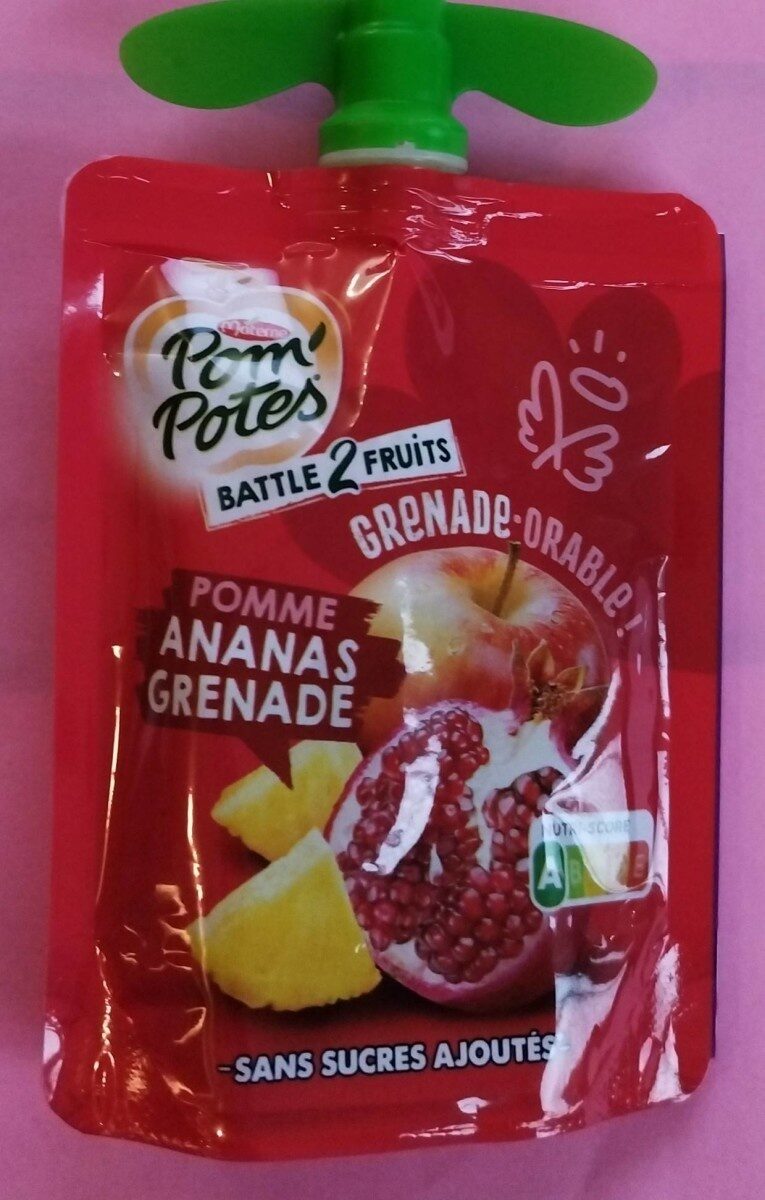 Materne
Pom'
Potes
BATTLE 2 FRUiTS
GRENADE-ORABLE !
POMME
ANANAS
GRENADE
NUTRI-SCORE
A B E
-SANS SUCRES AJOUTÉS-